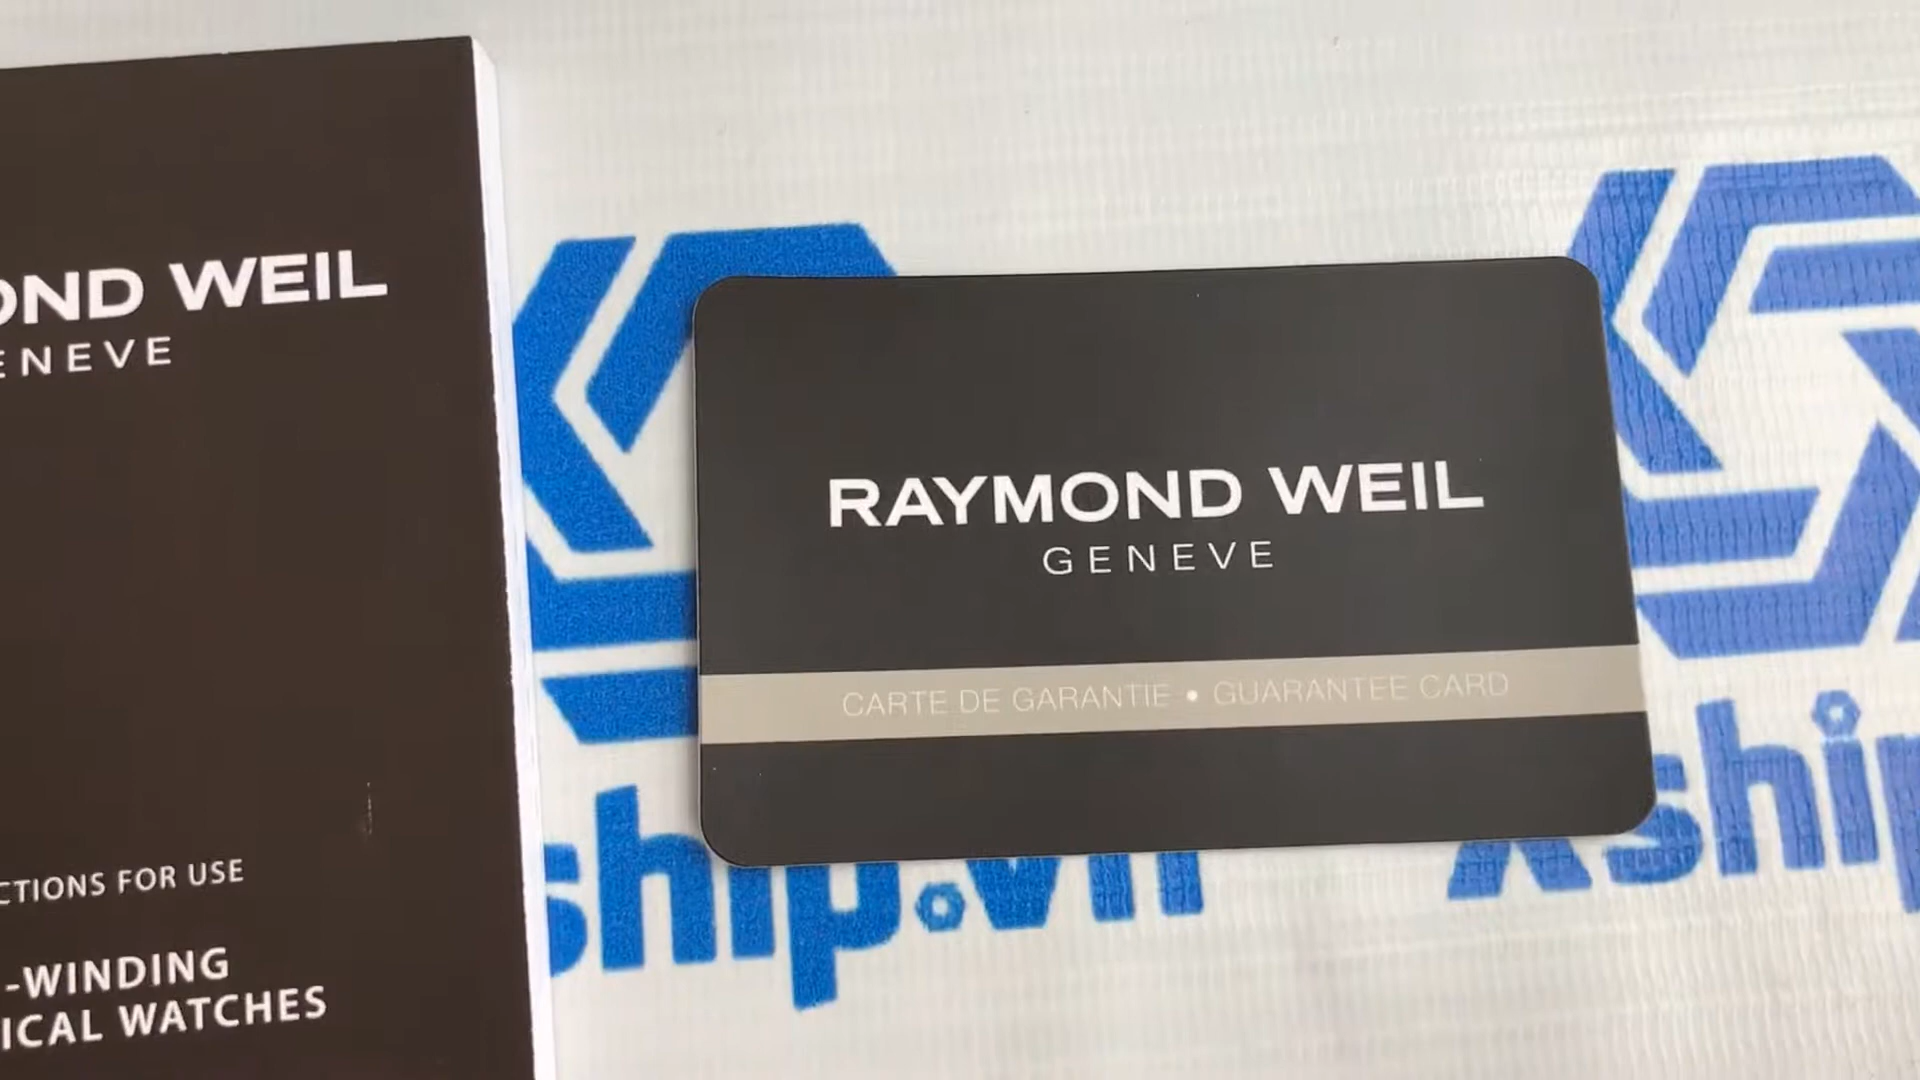 OND WEIL
ENEVE
CTIONS FOR USE
-WINDING
ICAL WATCHES
RAYMOND WEIL
GENEVE
CARTE DE GARANTIE • GUARANTEE CARD
ship.vn
xship